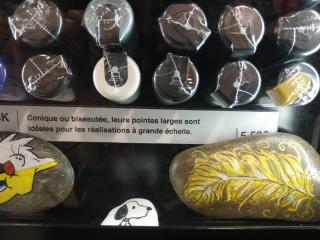 Conique ou biseautée, leurs pointes larges sont
idéales pour les réalisations à grande échelle.